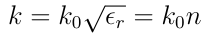 k = k₀√ϵᵣ = k₀n